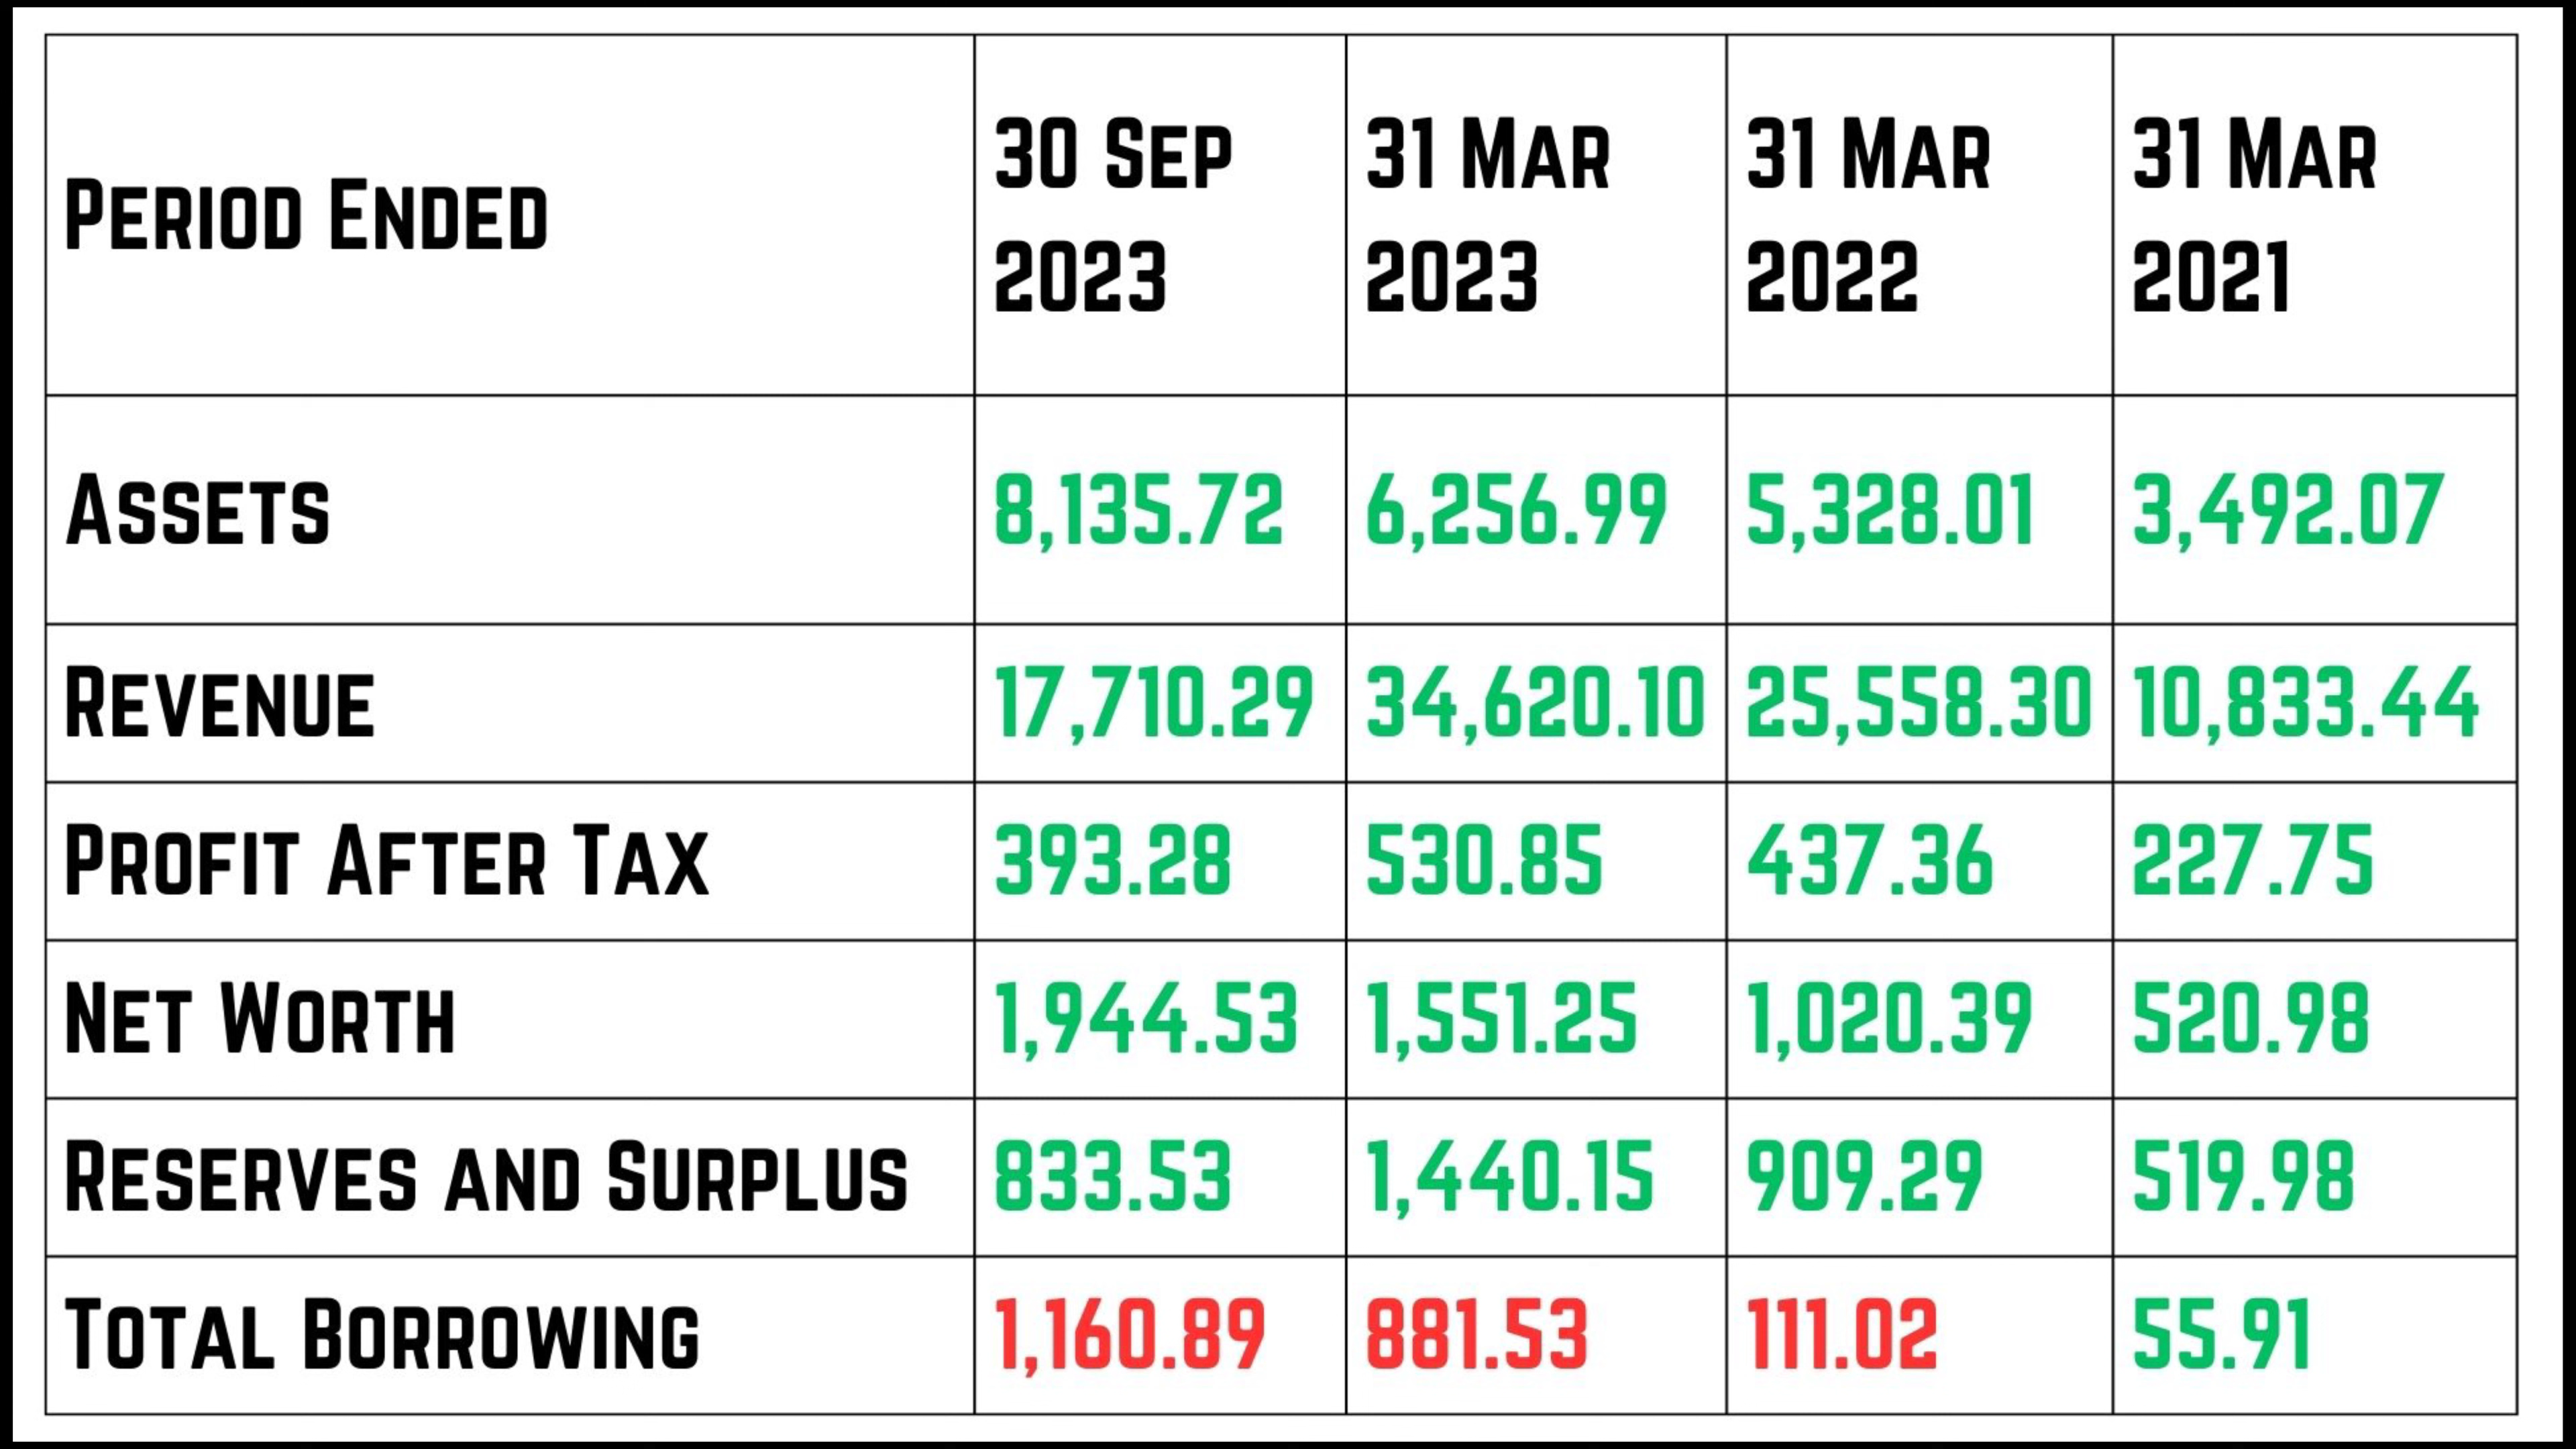 Period Ended 30 Sep 2023 31 Mar 2023 31 Mar 2022 31 Mar 2021
Assets 8,135.72 6,256.99 5,328.01 3,492.07
Revenue 17,710.29 34,620.10 25,558.30 10,833.44
Profit After Tax 393.28 530.85 437.36 227.75
Net Worth 1,944.53 1,551.25 1,020.39 520.98
Reserves and Surplus 833.53 1,440.15 909.29 519.98
Total Borrowing 1,160.89 881.53 111.02 55.91